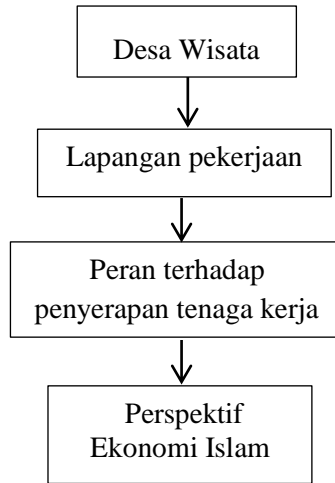 Desa Wisata
Lapangan pekerjaan
Peran terhadap
penyerapan tenaga kerja
Perspektif
Ekonomi Islam